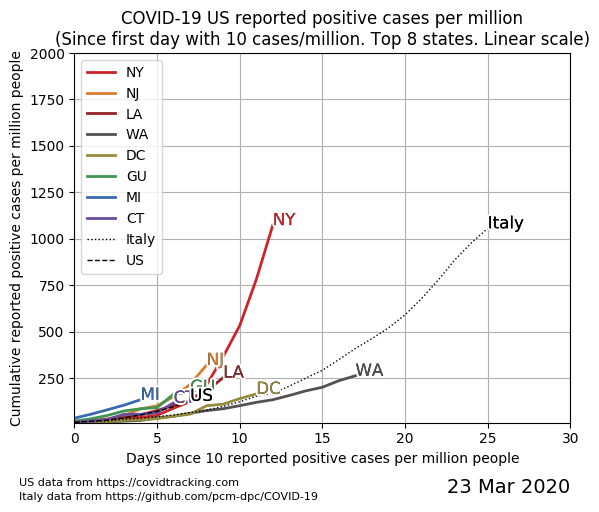 COVID-19 US reported positive cases per million
(Since first day with 10 cases/million. Top 8 states. Linear scale)
Cumulative reported positive cases per million people
2000
1750
1500
1250
1000
750
500
250
NY
NJ
LA
WA
DC
GU
MI
CT
Italy
US
NY
Italy
NJ
LA
WA
GU
DC
MI
CT
US
0
5
10
15
20
25
30
Days since 10 reported positive cases per million people
US data from https://covidtracking.com
Italy data from https://github.com/pcm-dpc/COVID-19
23 Mar 2020